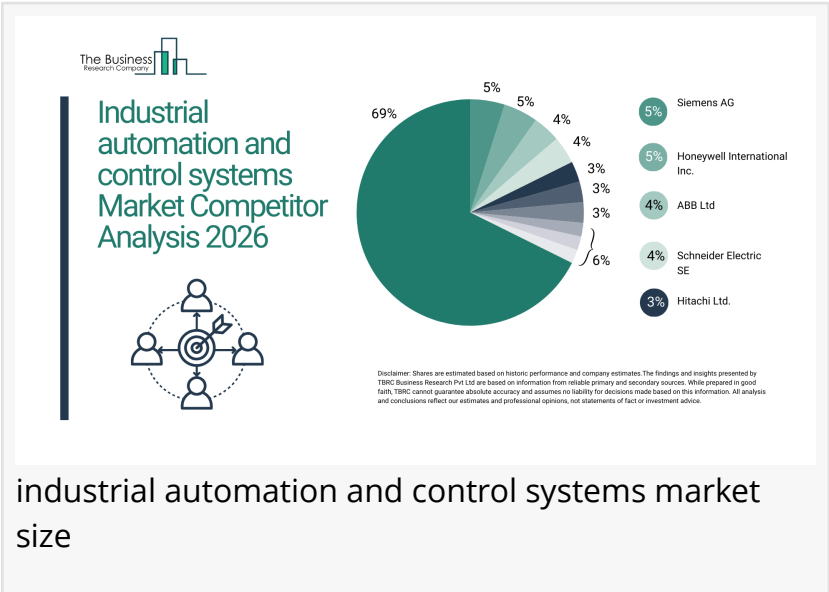 The Business
Research Company
Industrial
automation and
control systems
Market Competitor
Analysis 2026
69%
5%
5%
4%
4%
3%
3%
3%
6%
5% Siemens AG
5% Honeywell International
Inc.
4% ABB Ltd
4% Schneider Electric
SE
3% Hitachi Ltd.
Disclaimer: Shares are estimated based on historic performance and company estimates.The findings and insights presented by
TBRC Business Research Pvt Ltd are based on information from reliable primary and secondary sources. While prepared in good
faith, TBRC cannot guarantee absolute accuracy and assumes no liability for decisions made based on this information. All analysis
and conclusions reflect our estimates and professional opinions, not statements of fact or investment advice.
industrial automation and control systems market
size